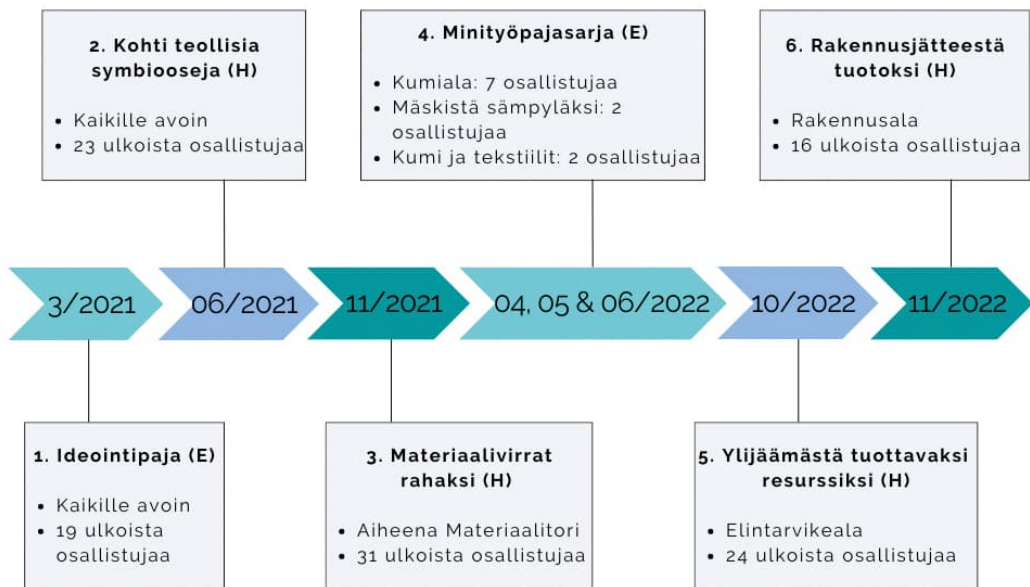 2. Kohti teollisia
symbiooseja (H)
• Kaikille avoin
• 23 ulkoista osallistujaa
4. Minityöpajasarja (E)
• Kumiala: 7 osallistujaa
• Mäskistä sämpyläksi: 2
osallistujaa
• Kumi ja tekstiilit: 2 osallistujaa
6. Rakennusjätteestä
tuotoksi (H)
• Rakennusala
• 16 ulkoista osallistujaa
3/2021
06/2021
11/2021
04, 05 & 06/2022
10/2022
11/2022
1. Ideointipaja (E)
• Kaikille avoin
• 19 ulkoista
osallistujaa
3. Materiaalivirrat
rahaksi (H)
• Aiheena Materiaalitori
• 31 ulkoista osallistujaa
5. Ylijäämästä tuottavaksi
resurssiksi (H)
• Elintarvikeala
• 24 ulkoista osallistujaa